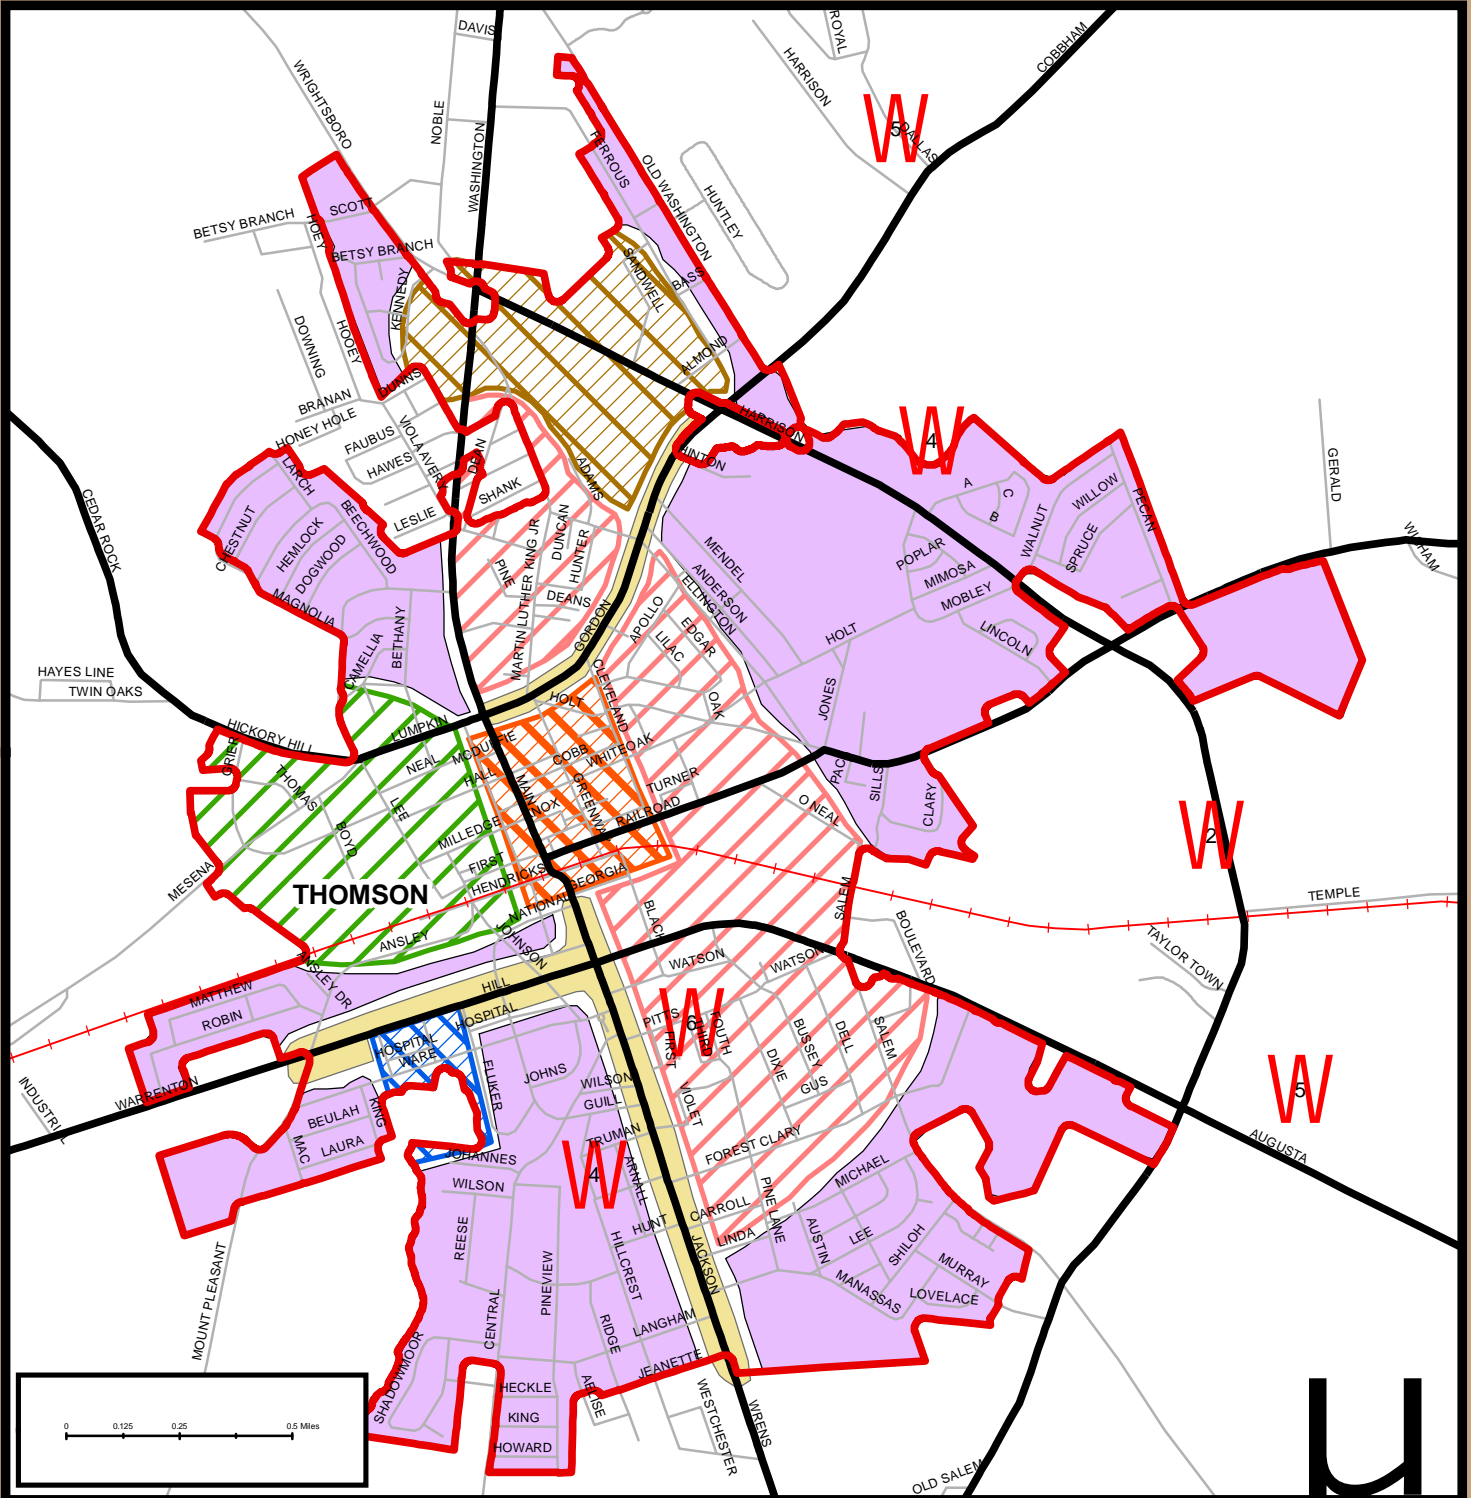 DAVIS
ROYAL
COBBHAM
WRIGHTSBORO
HARRISON
NOBLE
WASHINGTON
W
5
DALLAS
FERROUS
OLD WASHINGTON
HUNTLEY
SCOTT
BETSY BRANCH
HOEY
BETSY BRANCH
KENNEDY
SANDWELL
BASS
DOWNING
HOOEY
ALMOND
DUNNS
BRANAN
HONEY HOLE
VIOLA AVERY
FAUBUS
HAWES
DEAN
SHANK
LESLIE
ADAMS
HARRISON
HINTON
W
4
GERALD
WILLOW
PECAN
WALNUT
SPRUCE
A
C
B
LARCH
CHESTNUT
BEECHWOOD
HEMLOCK
DOGWOOD
MAGNOLIA
CEDAR ROCK
DUNCAN
HUNTER
PINE
MARTIN LUTHER KING JR
DEANS
GORDON
MENDEL
ANDERSON
ELLINGTON
POPLAR
MIMOSA
MOBLEY
LINCOLN
HOLT
APOLLO
EDGAR
LILAC
OAK
JONES
CAMELLIA
BETHANY
HAYES LINE
TWIN OAKS
HICKORY HILL
LUMPKIN
CLEVELAND
HOLT
MCDUFFIE
COBB
WHITEOAK
NEAL
HALL
MAIN
KNOX
GREENWAY
TURNER
RAILROAD
GRIER
THOMAS
LEE
BOYD
MILLEDGE
FIRST
HENDRICKS
GEORGIA
NATIONAL
O NEAL
SILLS
CLARY
W
2
MESENA
THOMSON
ANSLEY
JOHNSON
BLACK
SALEM
BOULEVARD
TEMPLE
TAYLOR TOWN
ANSLEY DR
MATTHEW
ROBIN
HILL
HOSPITAL
HOSPITAL
WARE
WATSON
WATSON
W
6
PITTS
FIRST
THIRD
FOUTH
BUSSEY
DELL
SALEM
DIXIE
GUS
VIOLET
WARRENTON
BEULAH
KING
LAURA
MAC
FLUKER
JOHNS
WILSON
GUILL
TRUMAN
W
4
JOHANNES
WILSON
ARNALL
FOREST CLARY
W
5
AUGUSTA
REESE
PINEVIEW
CENTRAL
HUNT
HILLCREST
CARROLL
LINDA
PINE LANE
AUSTIN
MICHAEL
LEE
SHILOH
MANASSAS
MURRAY
LOVELACE
JACKSON
MOUNT PLEASANT
SHADOWMOOR
RIDGE
LANGHAM
JEANETTE
HECKLE
KING
HOWARD
AELISE
WESTCHESTER
WRENS
OLD SALEM
0 0.125 0.25 0.5 Miles
µ